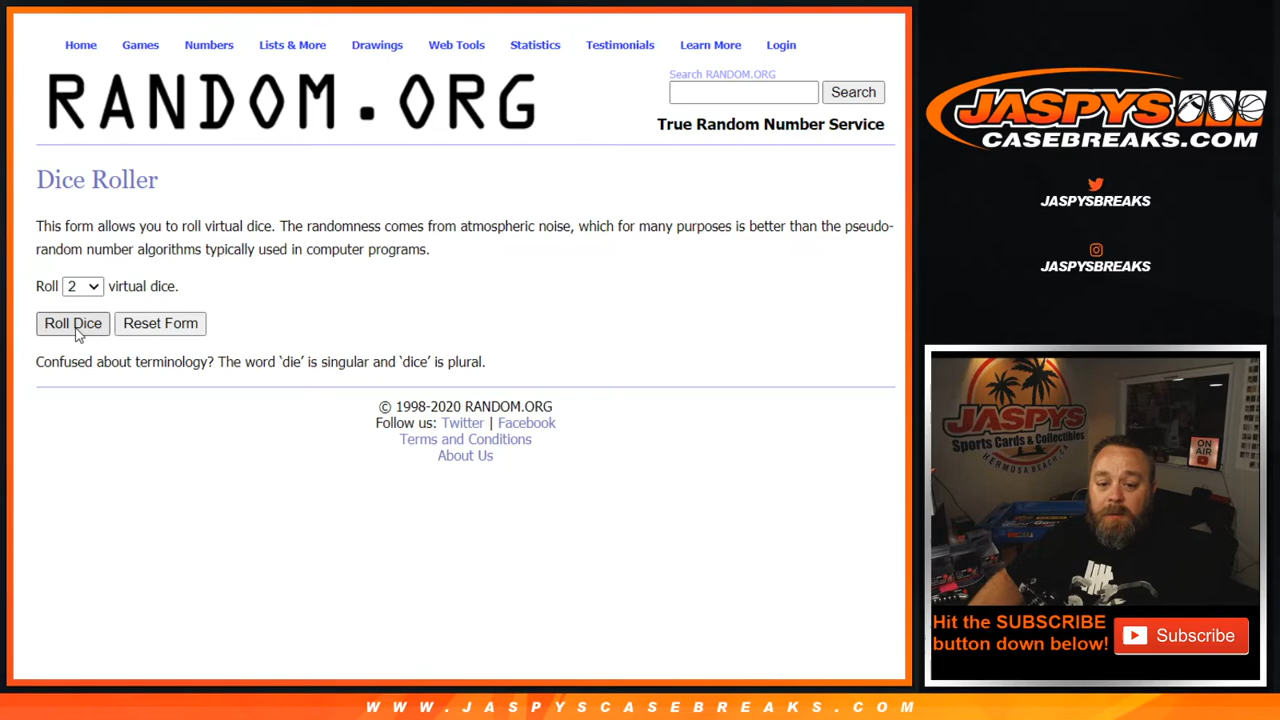 Home Games Numbers Lists & More Drawings Web Tools Statistics Testimonials Learn More Login
RANDOM.ORG
Search RANDOM.ORG
Search
True Random Number Service
Dice Roller
This form allows you to roll virtual dice. The randomness comes from atmospheric noise, which for many purposes is better than the pseudo-
random number algorithms typically used in computer programs.
Roll 2 virtual dice.
Roll Dice Reset Form
Confused about terminology? The word ‘die’ is singular and ‘dice’ is plural.
© 1998-2020 RANDOM.ORG
Follow us: Twitter | Facebook
Terms and Conditions
About Us
JASPYS
CASEBREAKS.COM
JASPYSBREAKS
JASPYSBREAKS
JASPYS
Sports Cards & Collectibles
HERMOSA BEACH, CA
ON
AIR
Hit the SUBSCRIBE
button down below!
Subscribe
WWW.JASPYSCASEBREAKS.COM